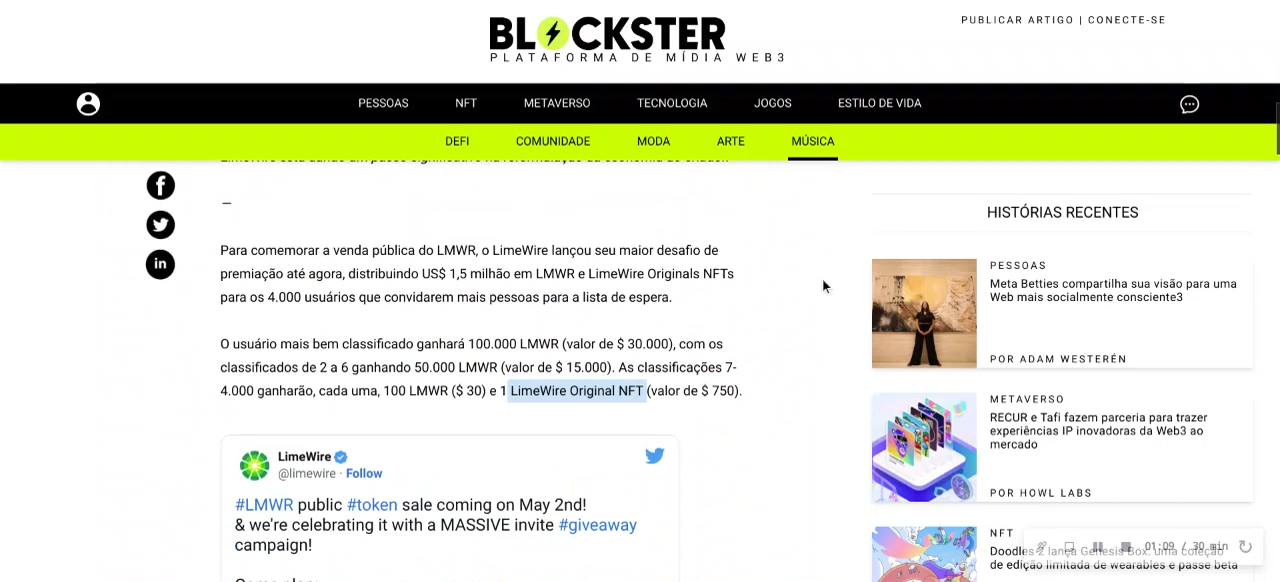 BLOCKSTER
PLATAFORMA DE MÍDIA WEB3
PUBLICAR ARTIGO | CONECTE-SE
PESSOAS NFT METAVERSO TECNOLOGIA JOGOS ESTILO DE VIDA
DEFI COMUNIDADE MODA ARTE MÚSICA
—
Para comemorar a venda pública do LMWR, o LimeWire lançou seu maior desafio de
premiação até agora, distribuindo US$ 1,5 milhão em LMWR e LimeWire Originals NFTs
para os 4.000 usuários que convidarem mais pessoas para a lista de espera.
O usuário mais bem classificado ganhará 100.000 LMWR (valor de $ 30.000), com os
classificados de 2 a 6 ganhando 50.000 LMWR (valor de $ 15.000). As classificações 7-
4.000 ganharão, cada uma, 100 LMWR ($ 30) e 1 LimeWire Original NFT (valor de $ 750).
LimeWire
@limewire · Follow
#LMWR public #token sale coming on May 2nd!
& we're celebrating it with a MASSIVE invite #giveaway
campaign!
HISTÓRIAS RECENTES
PESSOAS
Meta Betties compartilha sua visão para uma
Web mais socialmente consciente3
POR ADAM WESTERÉN
METAVERSO
RECUR e Tafi fazem parceria para trazer
experiências IP inovadoras da Web3 ao
mercado
POR HOWL LABS
NFT
Doodles 2 lança Genesis Box: uma coleção
de edição limitada de wearables e passe beta
01:09 / 30 min